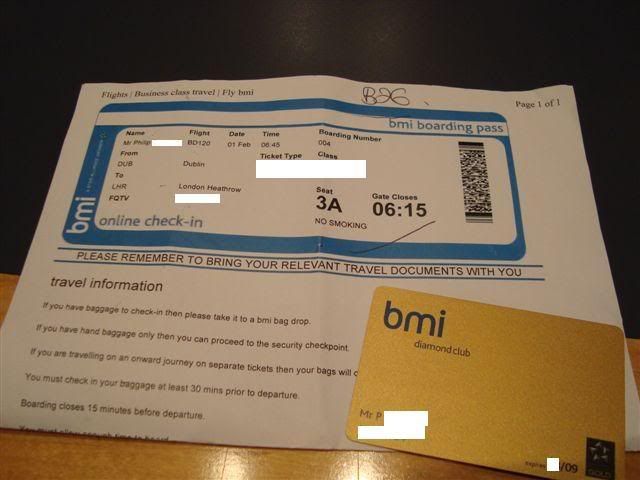 Flights | Business class travel | Fly bmi
B26
Page 1 of 1
bmi boarding pass
Name Flight Date Time Boarding Number
Mr Philip BD120 01 Feb 06:45 004
From Ticket Type Class
DUB Dublin
To
LHR London Heathrow
FQTV
Seat Gate Closes
3A 06:15
NO SMOKING
bmi
online check-in
PLEASE REMEMBER TO BRING YOUR RELEVANT TRAVEL DOCUMENTS WITH YOU
travel information
If you have baggage to check-in then please take it to a bmi bag drop.
If you have hand baggage only then you can proceed to the security checkpoint.
If you are travelling on an onward journey on separate tickets then your bags will
You must check in your baggage at least 30 mins prior to departure.
Boarding closes 15 minutes before departure.
bmi
diamond club
Mr P
expires /09
GOLD